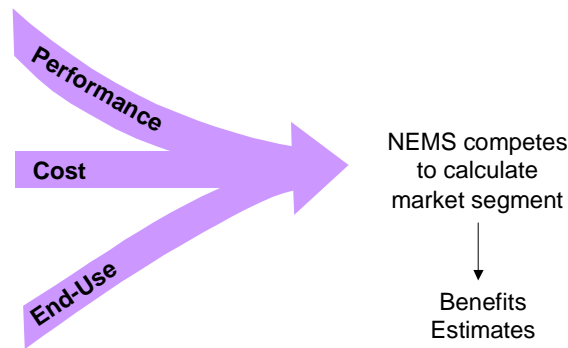 Performance
Cost
End-Use
NEMS competes
to calculate
market segment
Benefits
Estimates